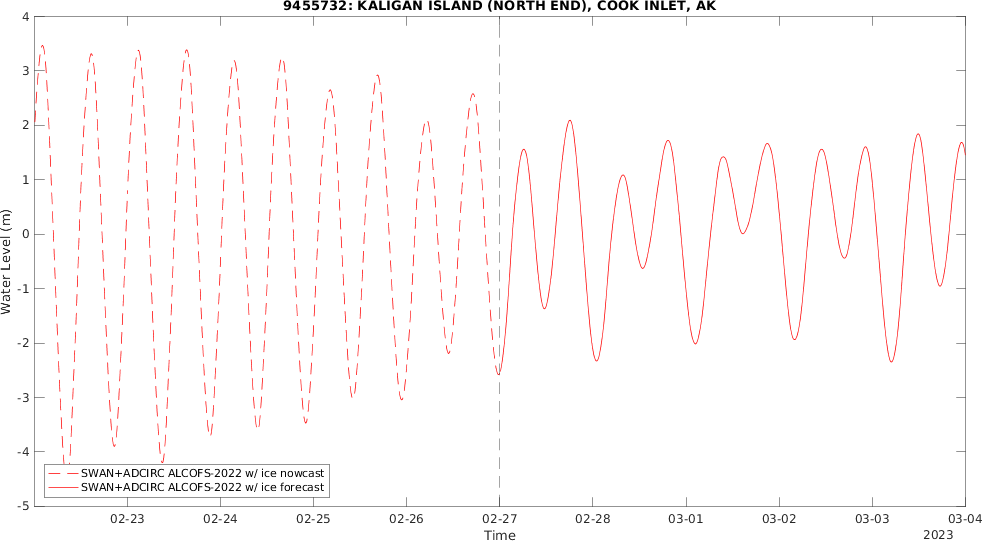 9455732: KALIGAN ISLAND (NORTH END), COOK INLET, AK
4
3
2
1
0
-1
-2
-3
-4
-5
Water Level (m)
SWAN+ADCIRC ALCOFS-2022 w/ ice nowcast
SWAN+ADCIRC ALCOFS-2022 w/ ice forecast
02-23 02-24 02-25 02-26 02-27 02-28 03-01 03-02 03-03 03-04
Time
2023